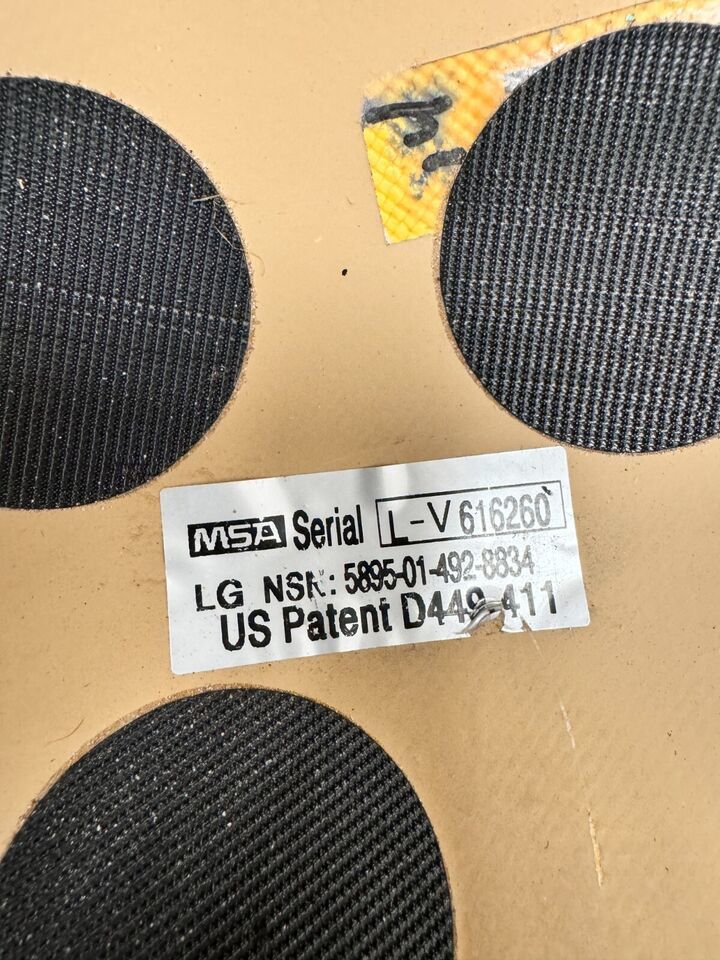 MSA Serial L-V 616260
LG NSN: 5895-01-492-8834
US Patent D449,411